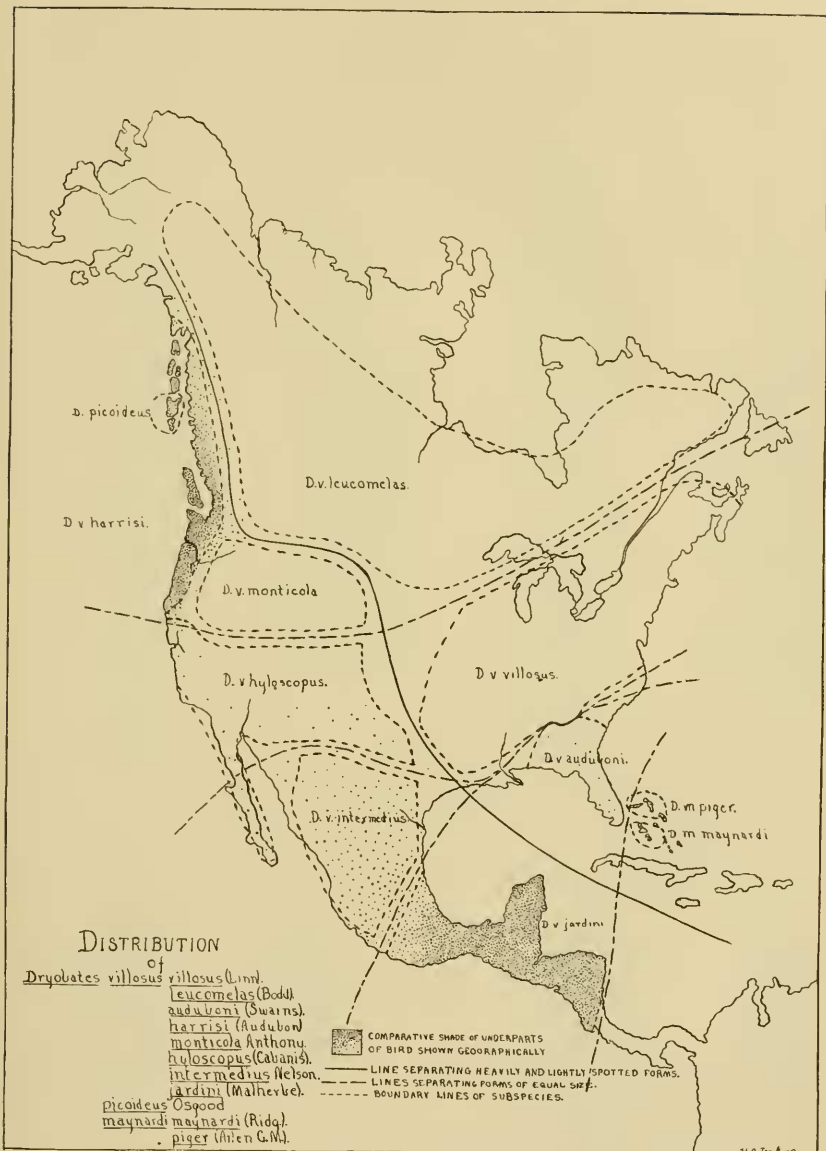 D. picoideus
D.v. leucomelas.
D v harrisi.
D.v. monticola
D. v hyloscopus.
D v villosus.
D v auduboni.
D. m piger.
D. m maynardi
D. v. intermedius
D v jardini
DISTRIBUTION
of
Dryobates villosus villosus (Linn).
leucomelas (Bodd).
auduboni (Swains).
harrisi (Audubon)
monticola Anthony.
hyloscopus (Cabanis).
intermedius Nelson.
jardini (Malherbe).
picoideus Osgood
maynardi maynardi (Ridg).
piger (Allen G.M.).
COMPARATIVE SHADE OF UNDERPARTS
OF BIRD SHOWN GEOGRAPHICALLY
LINE SEPARATING HEAVILY AND LIGHTLY SPOTTED FORMS.
LINES SEPARATING FORMS OF EQUAL SIZE.
BOUNDARY LINES OF SUBSPECIES.